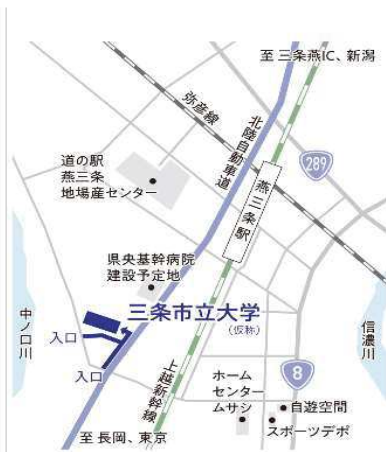 至 三条燕IC、新潟
弥彦線
北陸自動車道
289
道の駅
燕三条
地場産センター
燕三条駅
県央基幹病院
建設予定地
三条市立大学
(仮称)
中ノ口川
入口
入口
信濃川
上越新幹線
8
ホーム
センター
ムサシ
自遊空間
スポーツデポ
至 長岡、東京